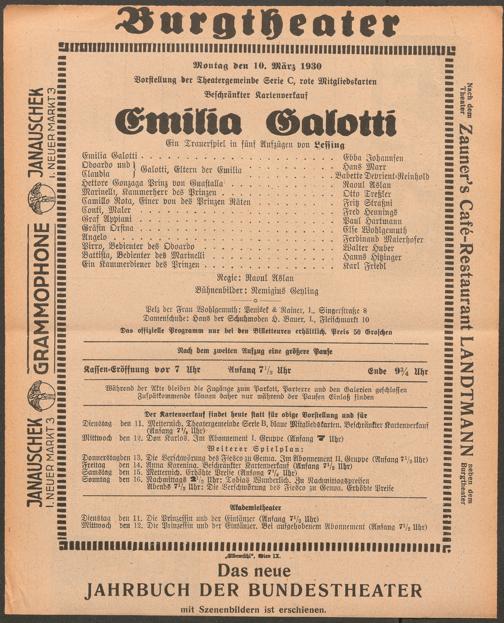 Burgtheater
Montag den 10. März 1930
Vorstellung der Theatergemeinde Serie C, rote Mitgliedskarten
Beschränkter Kartenverkauf
Emilia Galotti
Ein Trauerspiel in fünf Aufzügen von Lessing
Emilia Galotti . . . Ebba Johannsen
Odoardo und } Galotti, Eltern der Emilia . . . Hans Marr
Claudia } . . . Babette Devrient-Reinhold
Hettore Gonzaga Prinz von Guastalla . . . Raoul Aslan
Marinelli, Kammerherr des Prinzen . . . Otto Treßler
Camillo Rota, Einer von des Prinzen Räten . . . Fritz Straßni
Conti, Maler . . . Fred Hennings
Graf Appiani . . . Paul Hartmann
Gräfin Orsina . . . Else Wohlgemuth
Angelo . . . Ferdinand Maierhofer
Pirro, Bedienter des Odoardo . . . Walter Huber
Battista, Bedienter des Marinelli . . . Hanns Hitzinger
Ein Kammerdiener des Prinzen . . . Karl Friedl
Regie: Raoul Aslan
Bühnenbilder: Remigius Geyling
Pelz der Frau Wohlgemuth: Penizek & Rainer, I., Singerstraße 8
Damenschuhe: Haus der Schuhmoden H. Bauer, I., Fleischmarkt 10
Das offizielle Programm nur bei den Billetteuren erhältlich. Preis 50 Groschen
Nach dem zweiten Aufzug eine größere Pause
Kassen-Eröffnung vor 7 Uhr Anfang 7½ Uhr Ende 9¾ Uhr
Während der Akte bleiben die Zugänge zum Parkett, Parterre und den Galerien geschlossen
Zuspätkommende können daher nur während der Pausen Einlaß finden
Der Kartenverkauf findet heute statt für obige Vorstellung und für
Dienstag den 11. Metternich. Theatergemeinde Serie B, blaue Mitgliedskarten. Beschränkter Kartenverkauf
(Anfang 7½ Uhr)
Mittwoch den 12. Don Karlos. Im Abonnement I. Gruppe (Anfang 7 Uhr)
Weiterer Spielplan:
Donnerstag den 13. Die Verschwörung des Fiesco zu Genua. Im Abonnement II. Gruppe (Anfang 7½ Uhr)
Freitag den 14. Anna Karenina. Beschränkter Kartenverkauf (Anfang 7½ Uhr)
Samstag den 15. Metternich. Erhöhte Preise (Anfang 7½ Uhr)
Sonntag den 16. Nachmittags 2½ Uhr: Tobias Wunderlich. Zu Nachmittagspreisen
Abends 7½ Uhr: Die Verschwörung des Fiesco zu Genua. Erhöhte Preise
Akademietheater
Dienstag den 11. Die Prinzessin und der Eintänzer (Anfang 7½ Uhr)
Mittwoch den 12. Die Prinzessin und der Eintänzer. Bei aufgehobenem Abonnement (Anfang 7½ Uhr)
„Elbemühl“, Wien IX.
Das neue
JAHRBUCH DER BUNDESTHEATER
mit Szenenbildern ist erschienen.
JANAUSCHEK
I. NEUER MARKT 3
GRAMMOPHONE
JANAUSCHEK
I. NEUER MARKT 3
Nach dem
Theater
Zauner's Café-Restaurant LANDTMANN
neben dem
Burgtheater